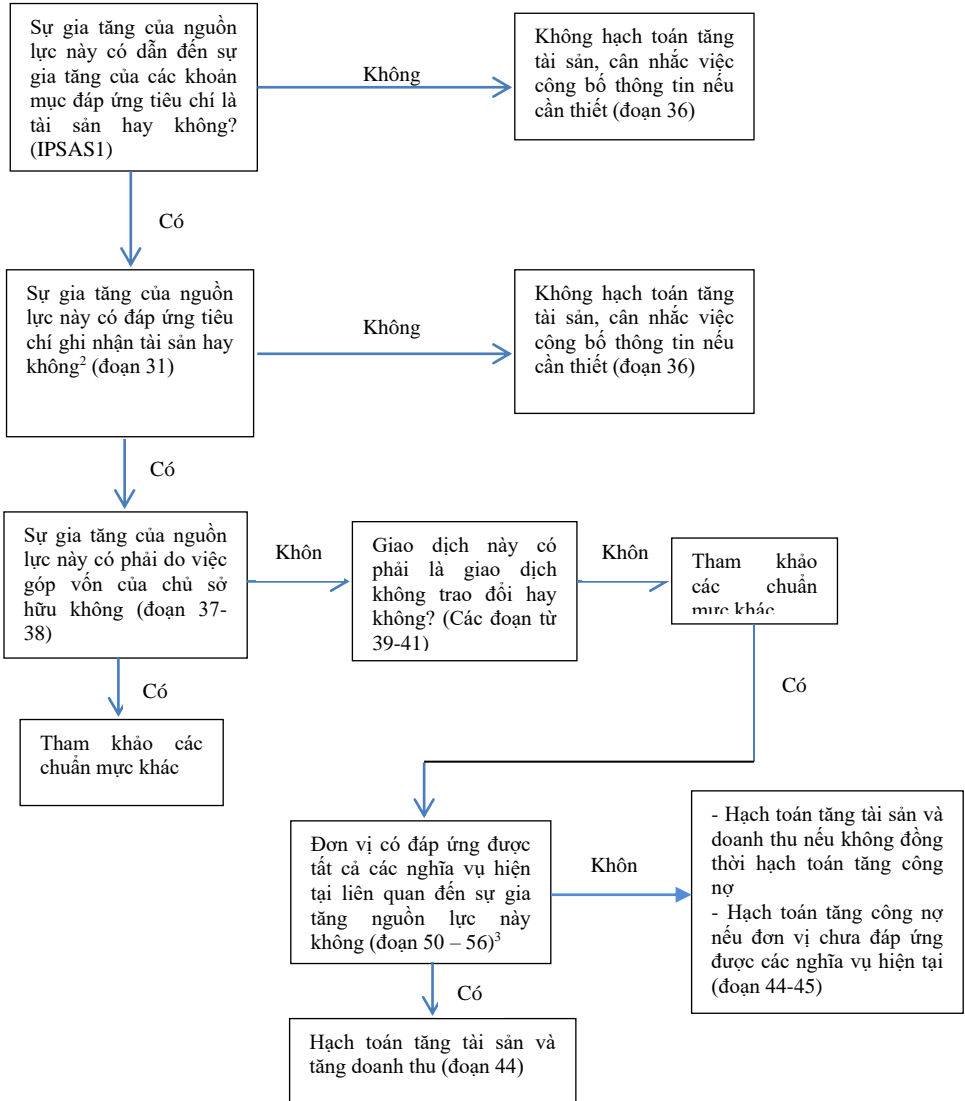 Sự gia tăng của nguồn
lực này có dẫn đến sự
gia tăng của các khoản
mục đáp ứng tiêu chí là
tài sản hay không?
(IPSAS1)
Không
Không hạch toán tăng
tài sản, cân nhắc việc
công bố thông tin nếu
cần thiết (đoạn 36)
Có
Sự gia tăng của nguồn
lực này có đáp ứng tiêu
chí ghi nhận tài sản hay
không² (đoạn 31)
Không
Không hạch toán tăng
tài sản, cân nhắc việc
công bố thông tin nếu
cần thiết (đoạn 36)
Có
Sự gia tăng của nguồn
lực này có phải do việc
góp vốn của chủ sở
hữu không (đoạn 37-
38)
Khôn
Giao dịch này có
phải là giao dịch
không trao đổi hay
không? (Các đoạn từ
39-41)
Khôn
Tham khảo
các chuẩn
mực khác
Có
Có
Tham khảo các
chuẩn mực khác
Đơn vị có đáp ứng được
tất cả các nghĩa vụ hiện
tại liên quan đến sự gia
tăng nguồn lực này
không (đoạn 50 – 56)³
Khôn
- Hạch toán tăng tài sản và
doanh thu nếu không đồng
thời hạch toán tăng công
nợ
- Hạch toán tăng công nợ
nếu đơn vị chưa đáp ứng
được các nghĩa vụ hiện tại
(đoạn 44-45)
Có
Hạch toán tăng tài sản và
tăng doanh thu (đoạn 44)